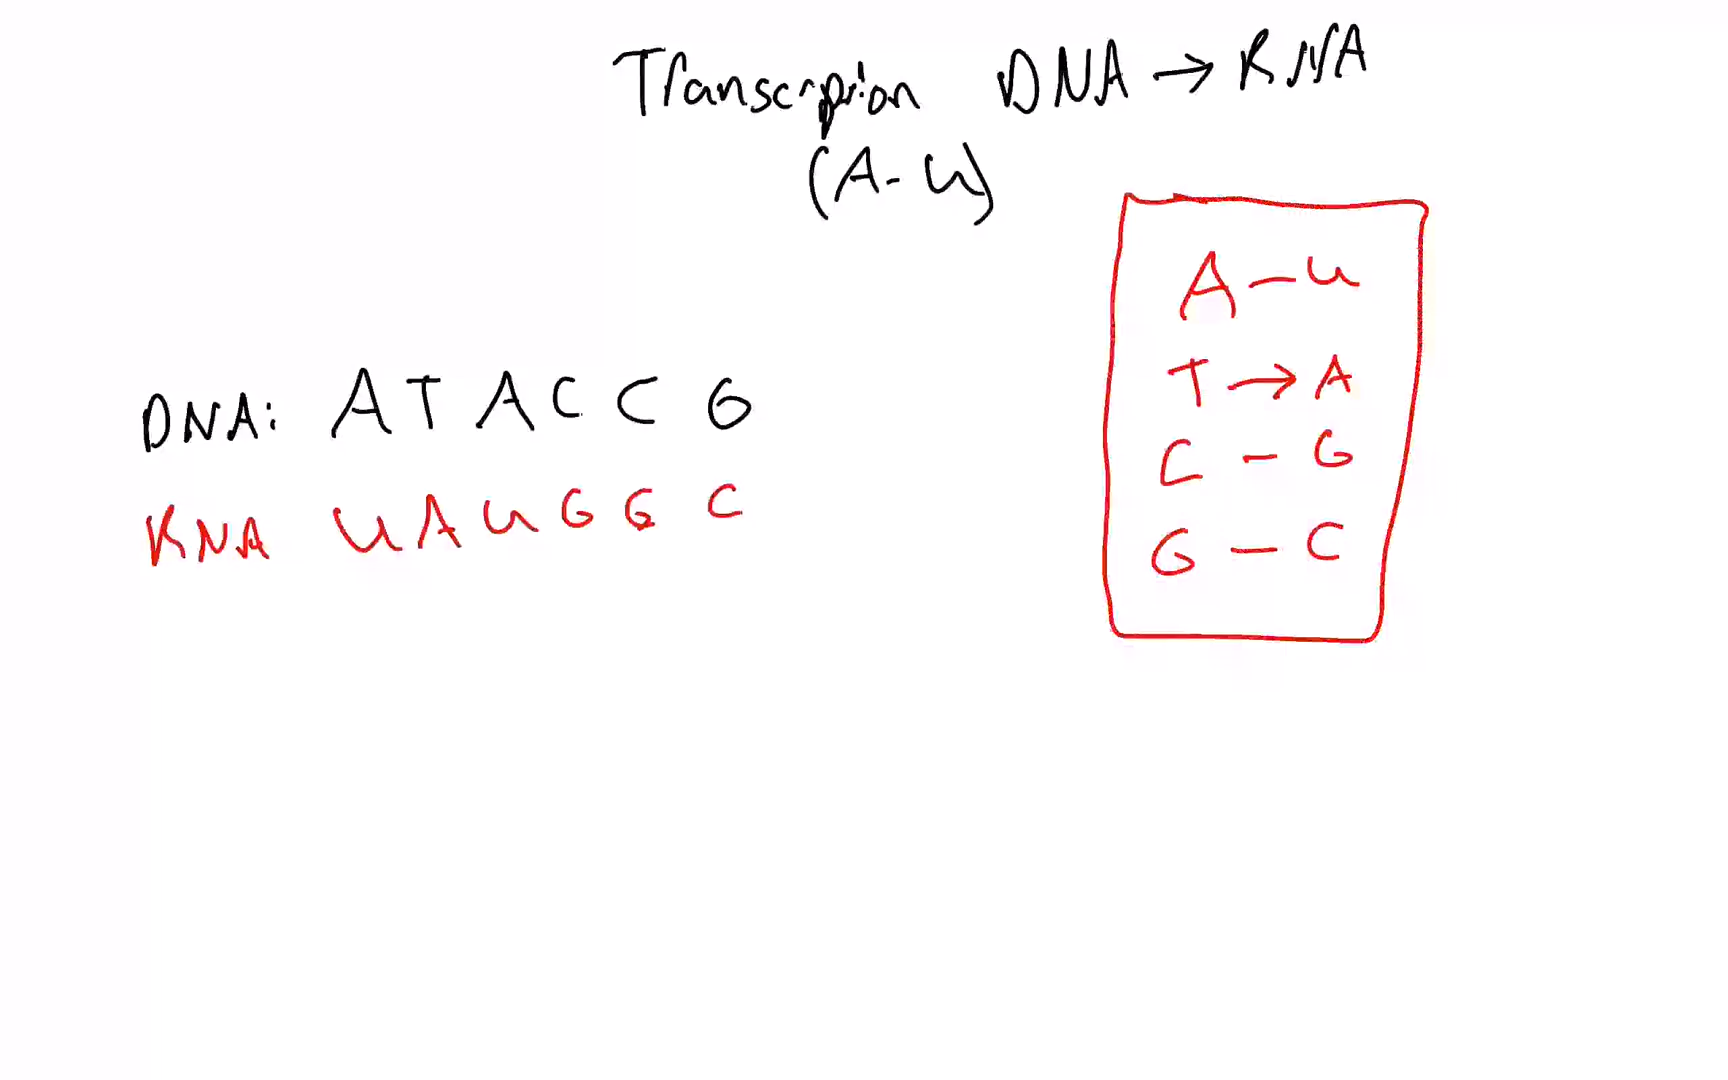 Transcription DNA → RNA
(A-U)
A-U
T → A
C - G
G - C
DNA: A T A C C G
RNA U A U G G C